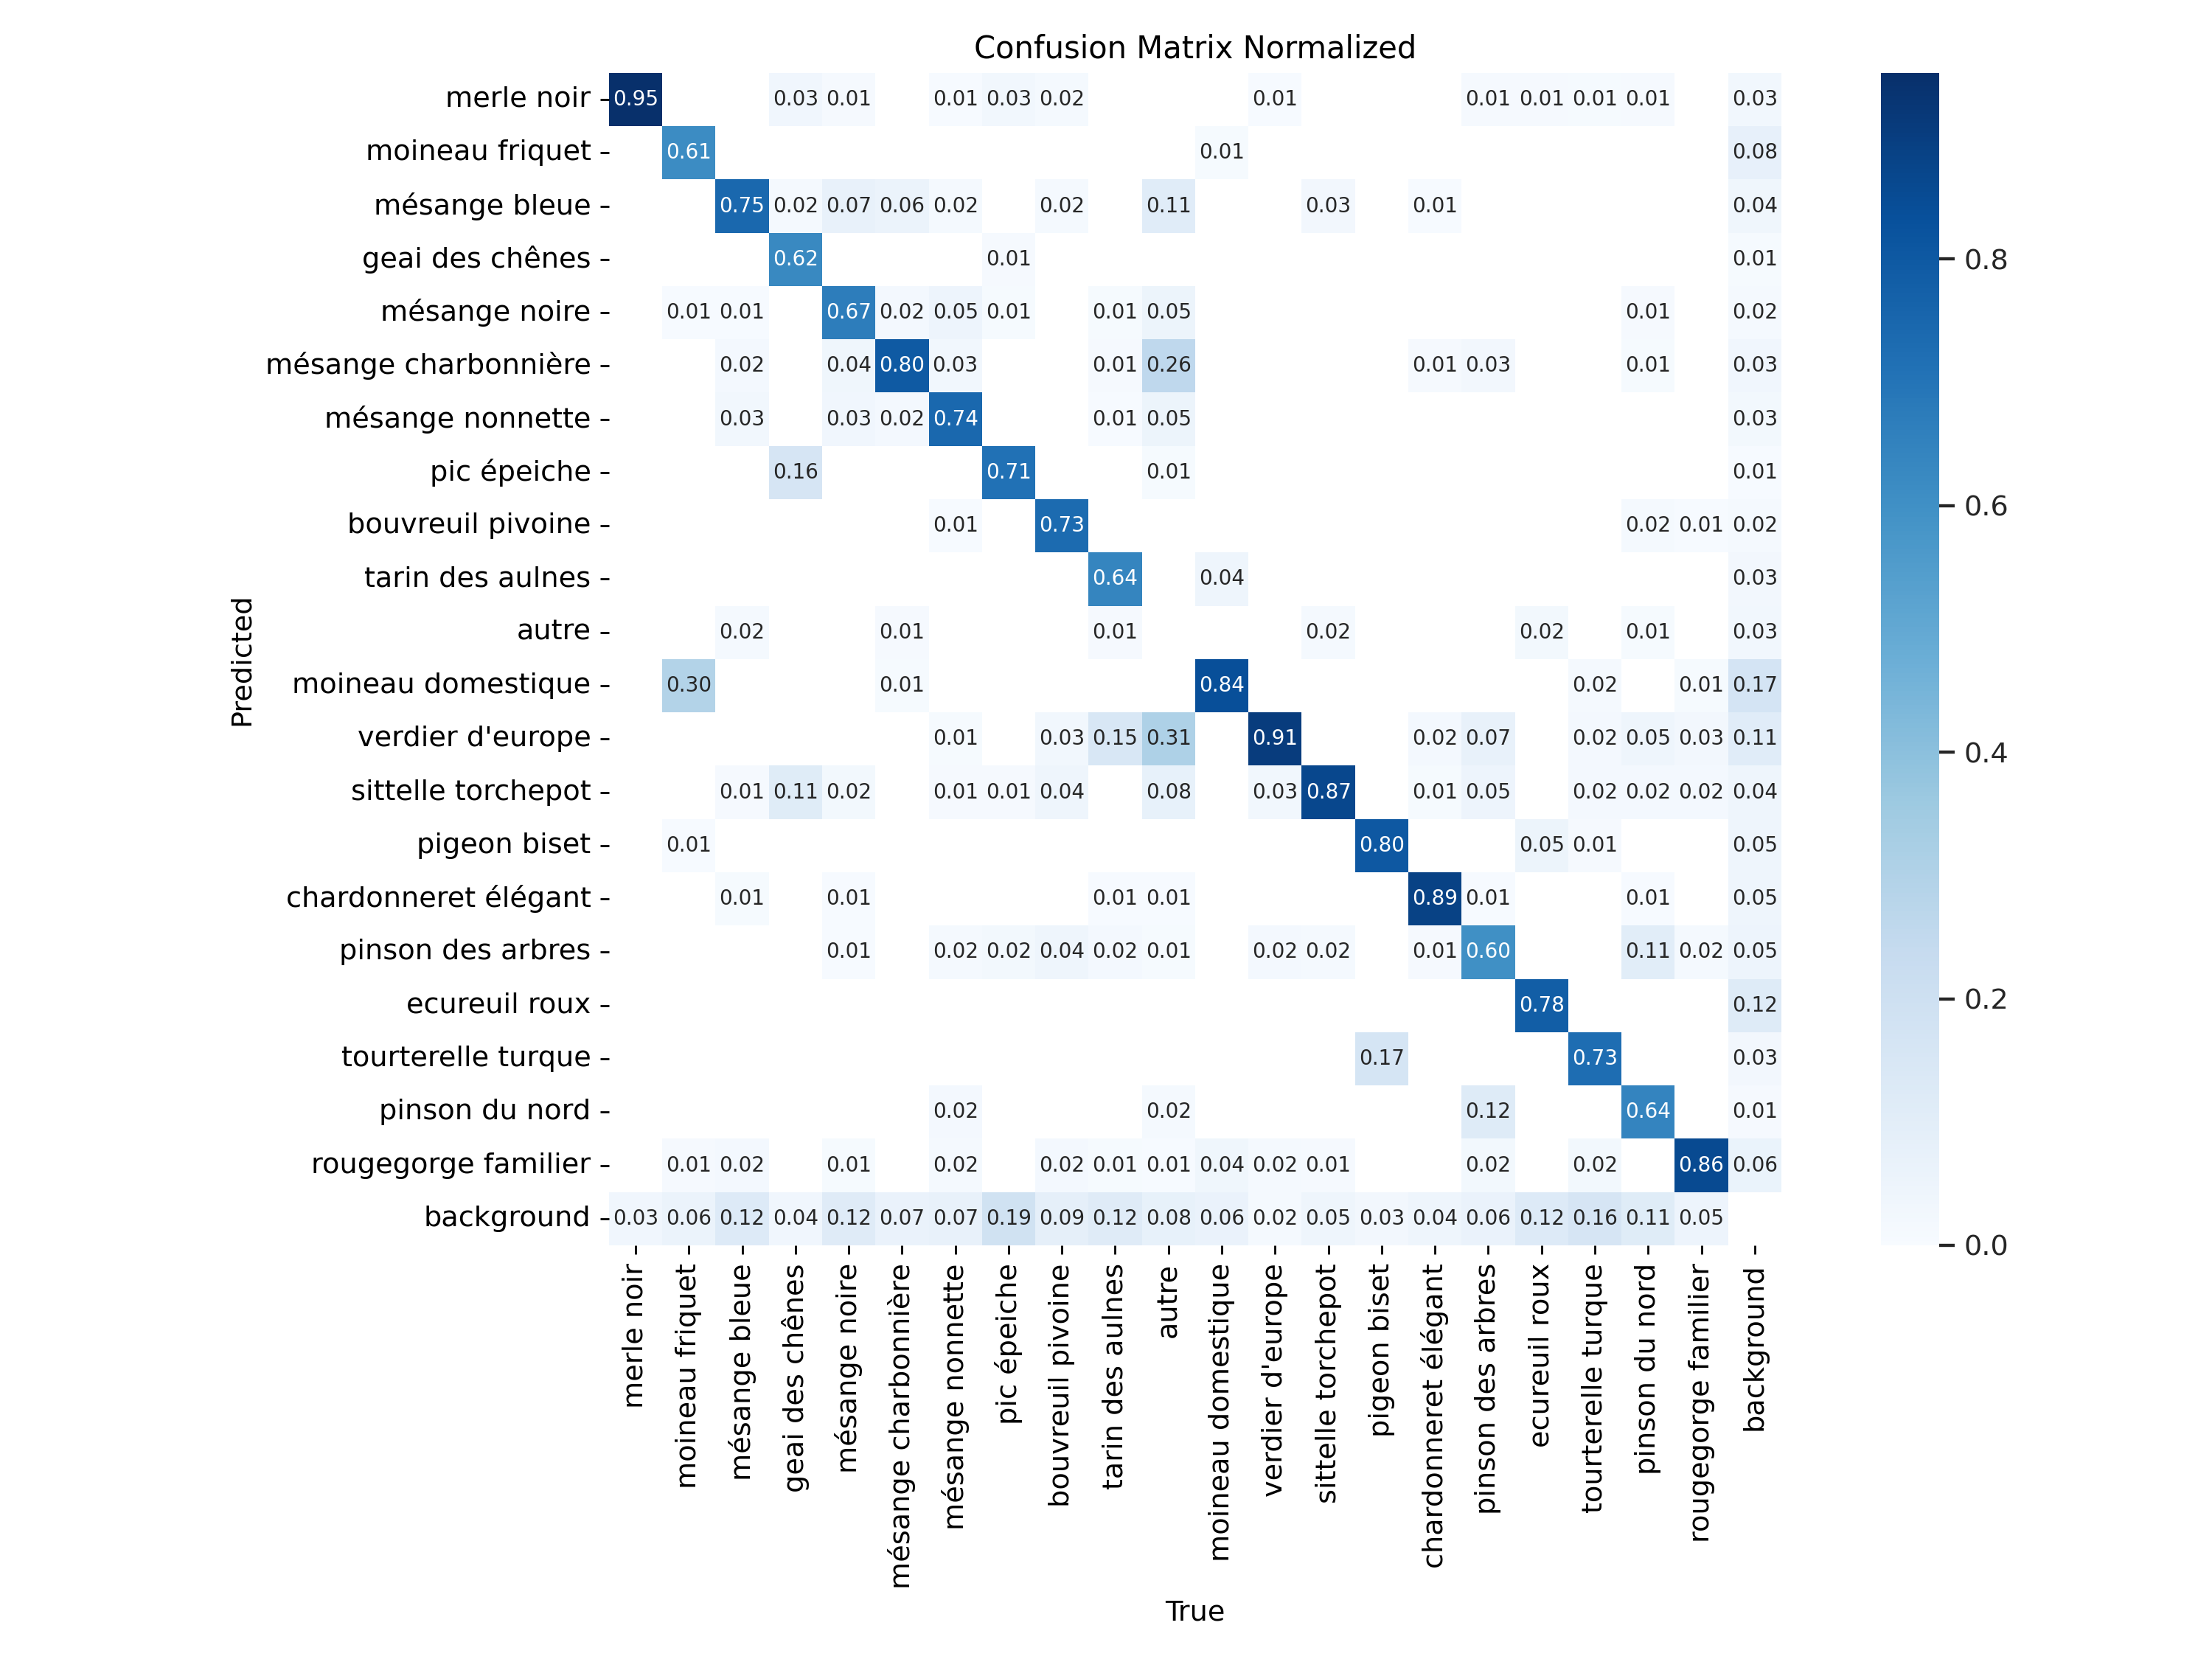 Confusion Matrix Normalized
merle noir 0.95 0.03 0.01 0.01 0.03 0.02 0.01 0.01 0.01 0.01 0.01 0.03
moineau friquet 0.61 0.01 0.08
mésange bleue 0.75 0.02 0.07 0.06 0.02 0.02 0.11 0.03 0.01 0.04
geai des chênes 0.62 0.01 0.01
mésange noire 0.01 0.01 0.67 0.02 0.05 0.01 0.01 0.05 0.01 0.02
mésange charbonnière 0.02 0.04 0.80 0.03 0.01 0.26 0.01 0.03 0.01 0.03
mésange nonnette 0.03 0.03 0.02 0.74 0.01 0.05 0.03
pic épeiche 0.16 0.71 0.01 0.01
bouvreuil pivoine 0.01 0.73 0.02 0.01 0.02
tarin des aulnes 0.64 0.04 0.03
autre 0.02 0.01 0.01 0.02 0.02 0.01 0.03
moineau domestique 0.30 0.01 0.84 0.02 0.01 0.17
verdier d'europe 0.01 0.03 0.15 0.31 0.91 0.02 0.07 0.02 0.05 0.03 0.11
sittelle torchepot 0.01 0.11 0.02 0.01 0.01 0.04 0.08 0.03 0.87 0.01 0.05 0.02 0.02 0.02 0.04
pigeon biset 0.01 0.80 0.05 0.01 0.05
chardonneret élégant 0.01 0.01 0.01 0.01 0.89 0.01 0.01 0.05
pinson des arbres 0.01 0.02 0.02 0.04 0.02 0.01 0.02 0.02 0.01 0.60 0.11 0.02 0.05
ecureuil roux 0.78 0.12
tourterelle turque 0.17 0.73 0.03
pinson du nord 0.02 0.02 0.12 0.64 0.01
rougegorge familier 0.01 0.02 0.01 0.02 0.02 0.01 0.01 0.04 0.02 0.01 0.02 0.02 0.86 0.06
background 0.03 0.06 0.12 0.04 0.12 0.07 0.07 0.19 0.09 0.12 0.08 0.06 0.02 0.05 0.03 0.04 0.06 0.12 0.16 0.11 0.05
Predicted
merle noir
moineau friquet
mésange bleue
geai des chênes
mésange noire
mésange charbonnière
mésange nonnette
pic épeiche
bouvreuil pivoine
tarin des aulnes
autre
moineau domestique
verdier d'europe
sittelle torchepot
pigeon biset
chardonneret élégant
pinson des arbres
ecureuil roux
tourterelle turque
pinson du nord
rougegorge familier
background
True
0.8
0.6
0.4
0.2
0.0